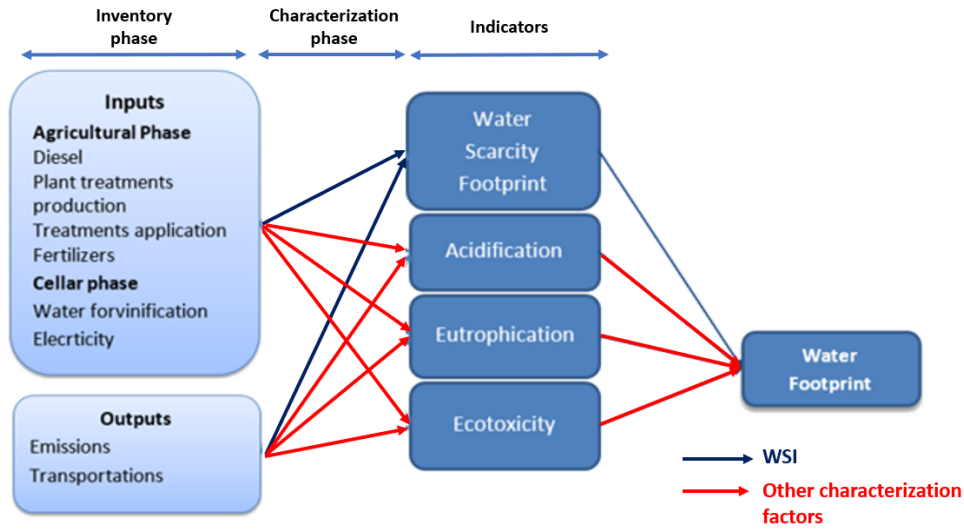 Inventory
phase
Characterization
phase
Indicators
Inputs
Agricultural Phase
Diesel
Plant treatments
production
Treatments application
Fertilizers
Cellar phase
Water forvinification
Elecrticity
Outputs
Emissions
Transportations
Water
Scarcity
Footprint
Acidification
Eutrophication
Ecotoxicity
Water
Footprint
WSI
Other characterization
factors